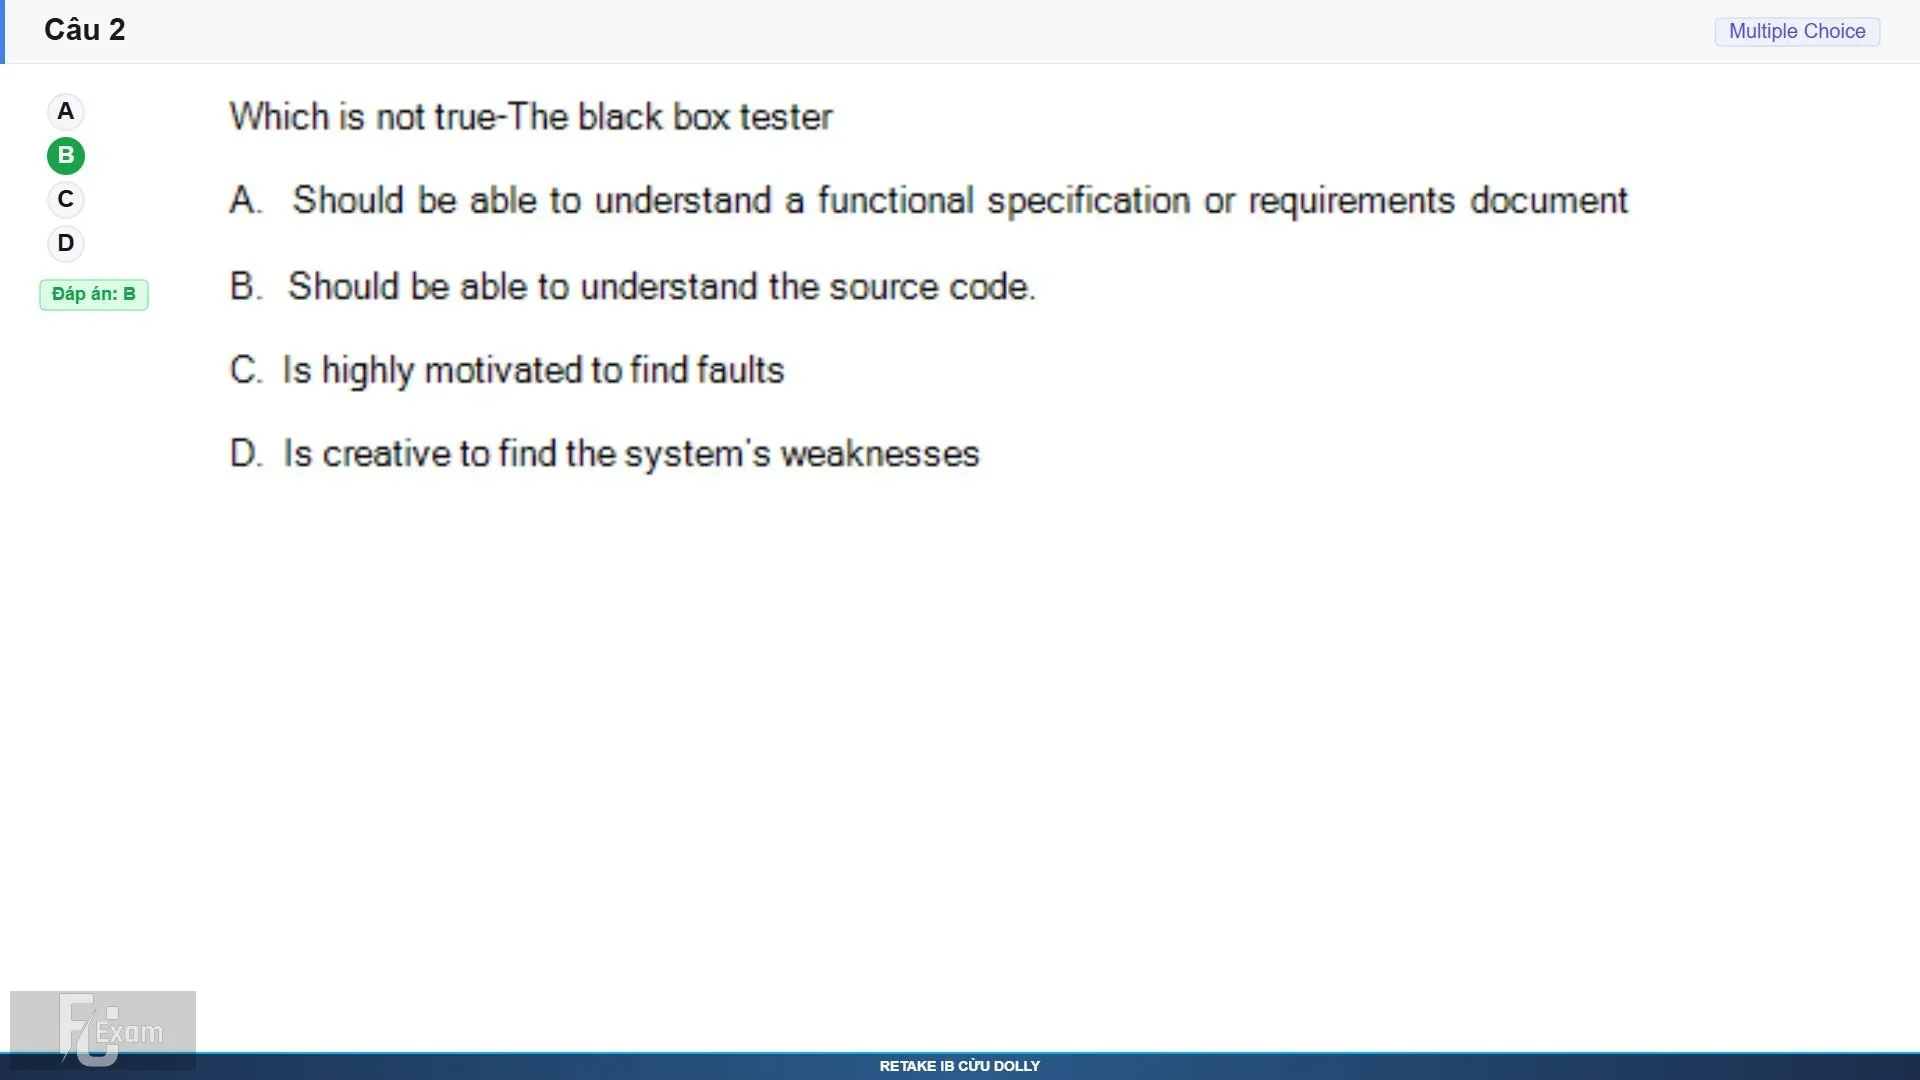 Câu 2
Multiple Choice
A
B
C
D
Đáp án: B
Which is not true-The black box tester
A. Should be able to understand a functional specification or requirements document
B. Should be able to understand the source code.
C. Is highly motivated to find faults
D. Is creative to find the system's weaknesses
Exam
RETAKE IB CỪU DOLLY